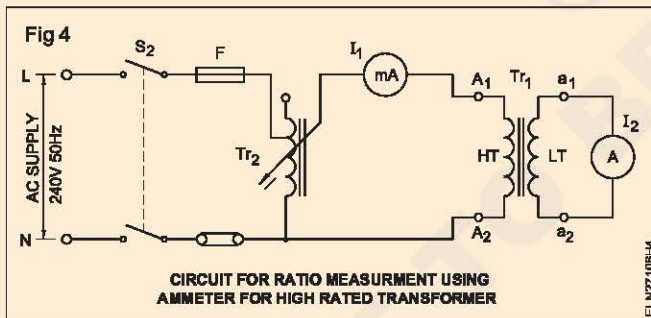 Fig 4
S2
F
I1
mA
A1
Tr1
a1
I2
L
AC SUPPLY
240V 50Hz
Tr2
HT
LT
A
N
A2
a2
CIRCUIT FOR RATIO MEASURMENT USING
AMMETER FOR HIGH RATED TRANSFORMER